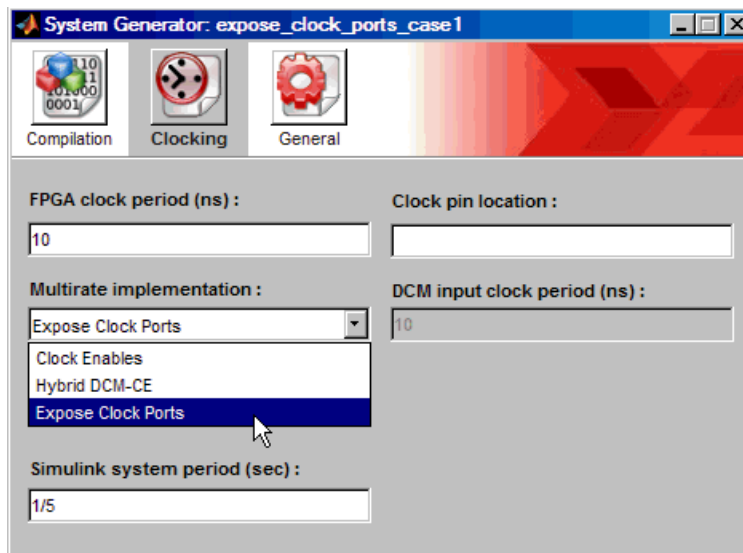 System Generator: expose_clock_ports_case1
Compilation
Clocking
General
FPGA clock period (ns) :
Clock pin location :
10
Multirate implementation :
DCM input clock period (ns) :
Expose Clock Ports
10
Clock Enables
Hybrid DCM-CE
Expose Clock Ports
Simulink system period (sec) :
1/5